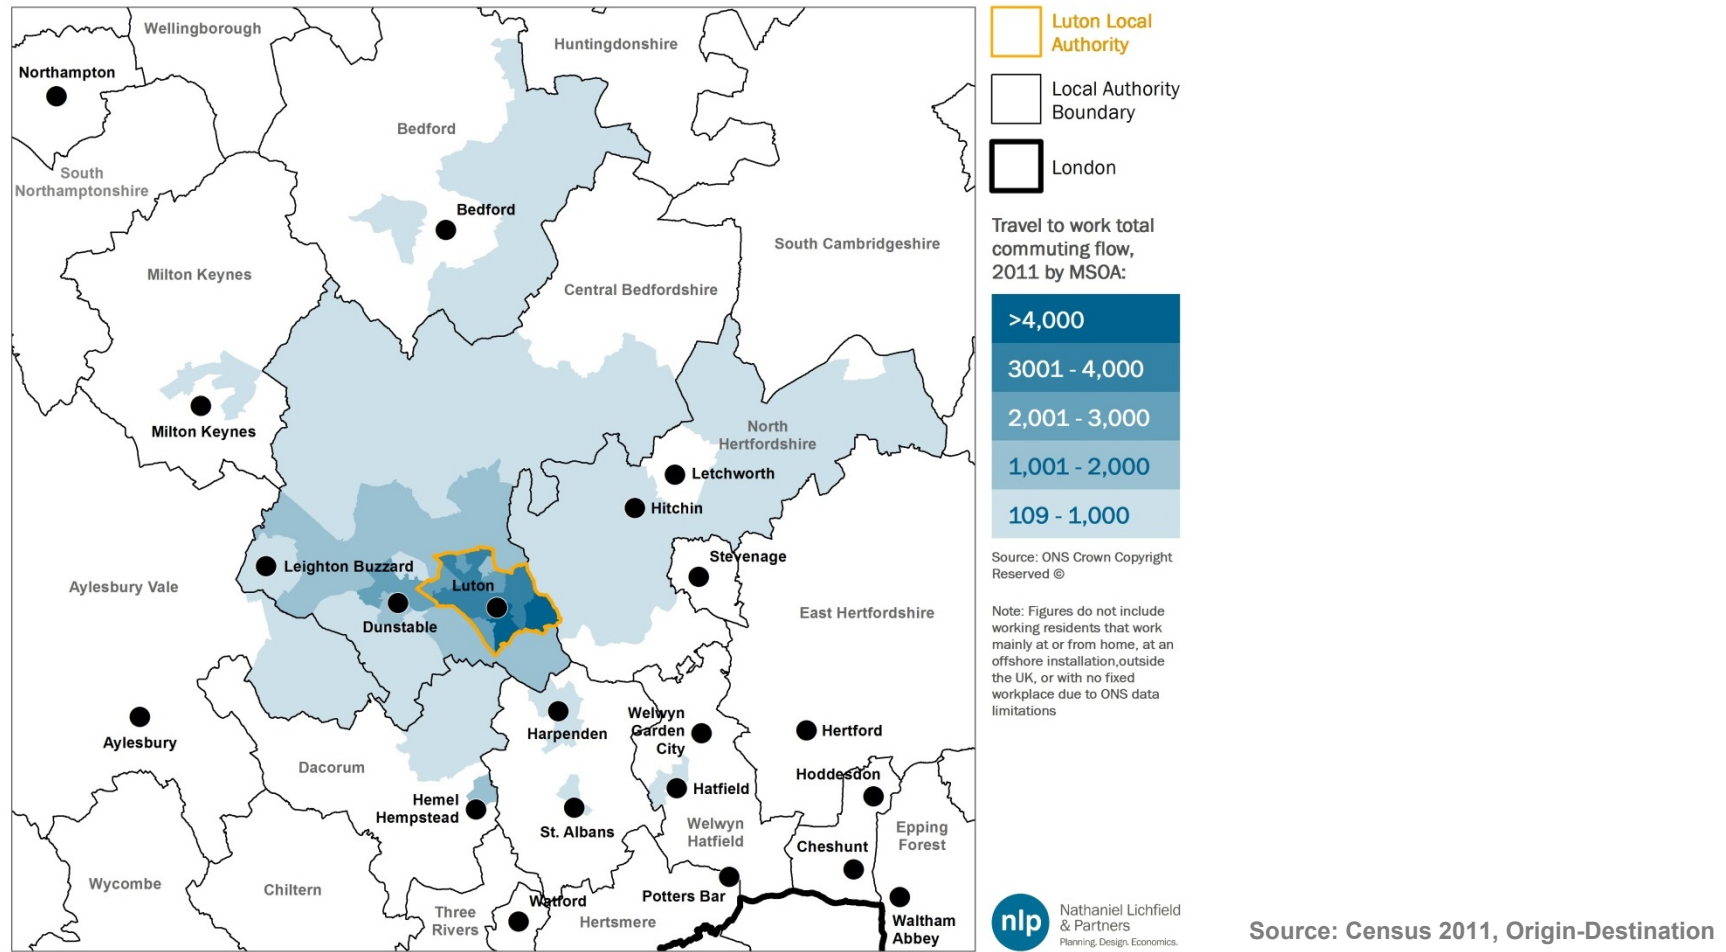 Wellingborough
Huntingdonshire
Northampton
Bedford
South
Northamptonshire
Bedford
South Cambridgeshire
Milton Keynes
Central Bedfordshire
Milton Keynes
North
Hertfordshire
Letchworth
Hitchin
Stevenage
Leighton Buzzard
Luton
Aylesbury Vale
East Hertfordshire
Dunstable
Welwyn
Garden
City
Harpenden
Hertford
Aylesbury
Dacorum
Hoddesdon
Hatfield
Hemel
Hempstead
St. Albans
Welwyn
Hatfield
Epping
Forest
Cheshunt
Wycombe
Chiltern
Potters Bar
Watford
Three
Rivers
Hertsmere
Waltham
Abbey
Luton Local
Authority
Local Authority
Boundary
London
Travel to work total
commuting flow,
2011 by MSOA:
>4,000
3001 - 4,000
2,001 - 3,000
1,001 - 2,000
109 - 1,000
Source: ONS Crown Copyright
Reserved ©
Note: Figures do not include
working residents that work
mainly at or from home, at an
offshore installation,outside
the UK, or with no fixed
workplace due to ONS data
limitations
nlp
Nathaniel Lichfield
& Partners
Planning. Design. Economics.
Source: Census 2011, Origin-Destination